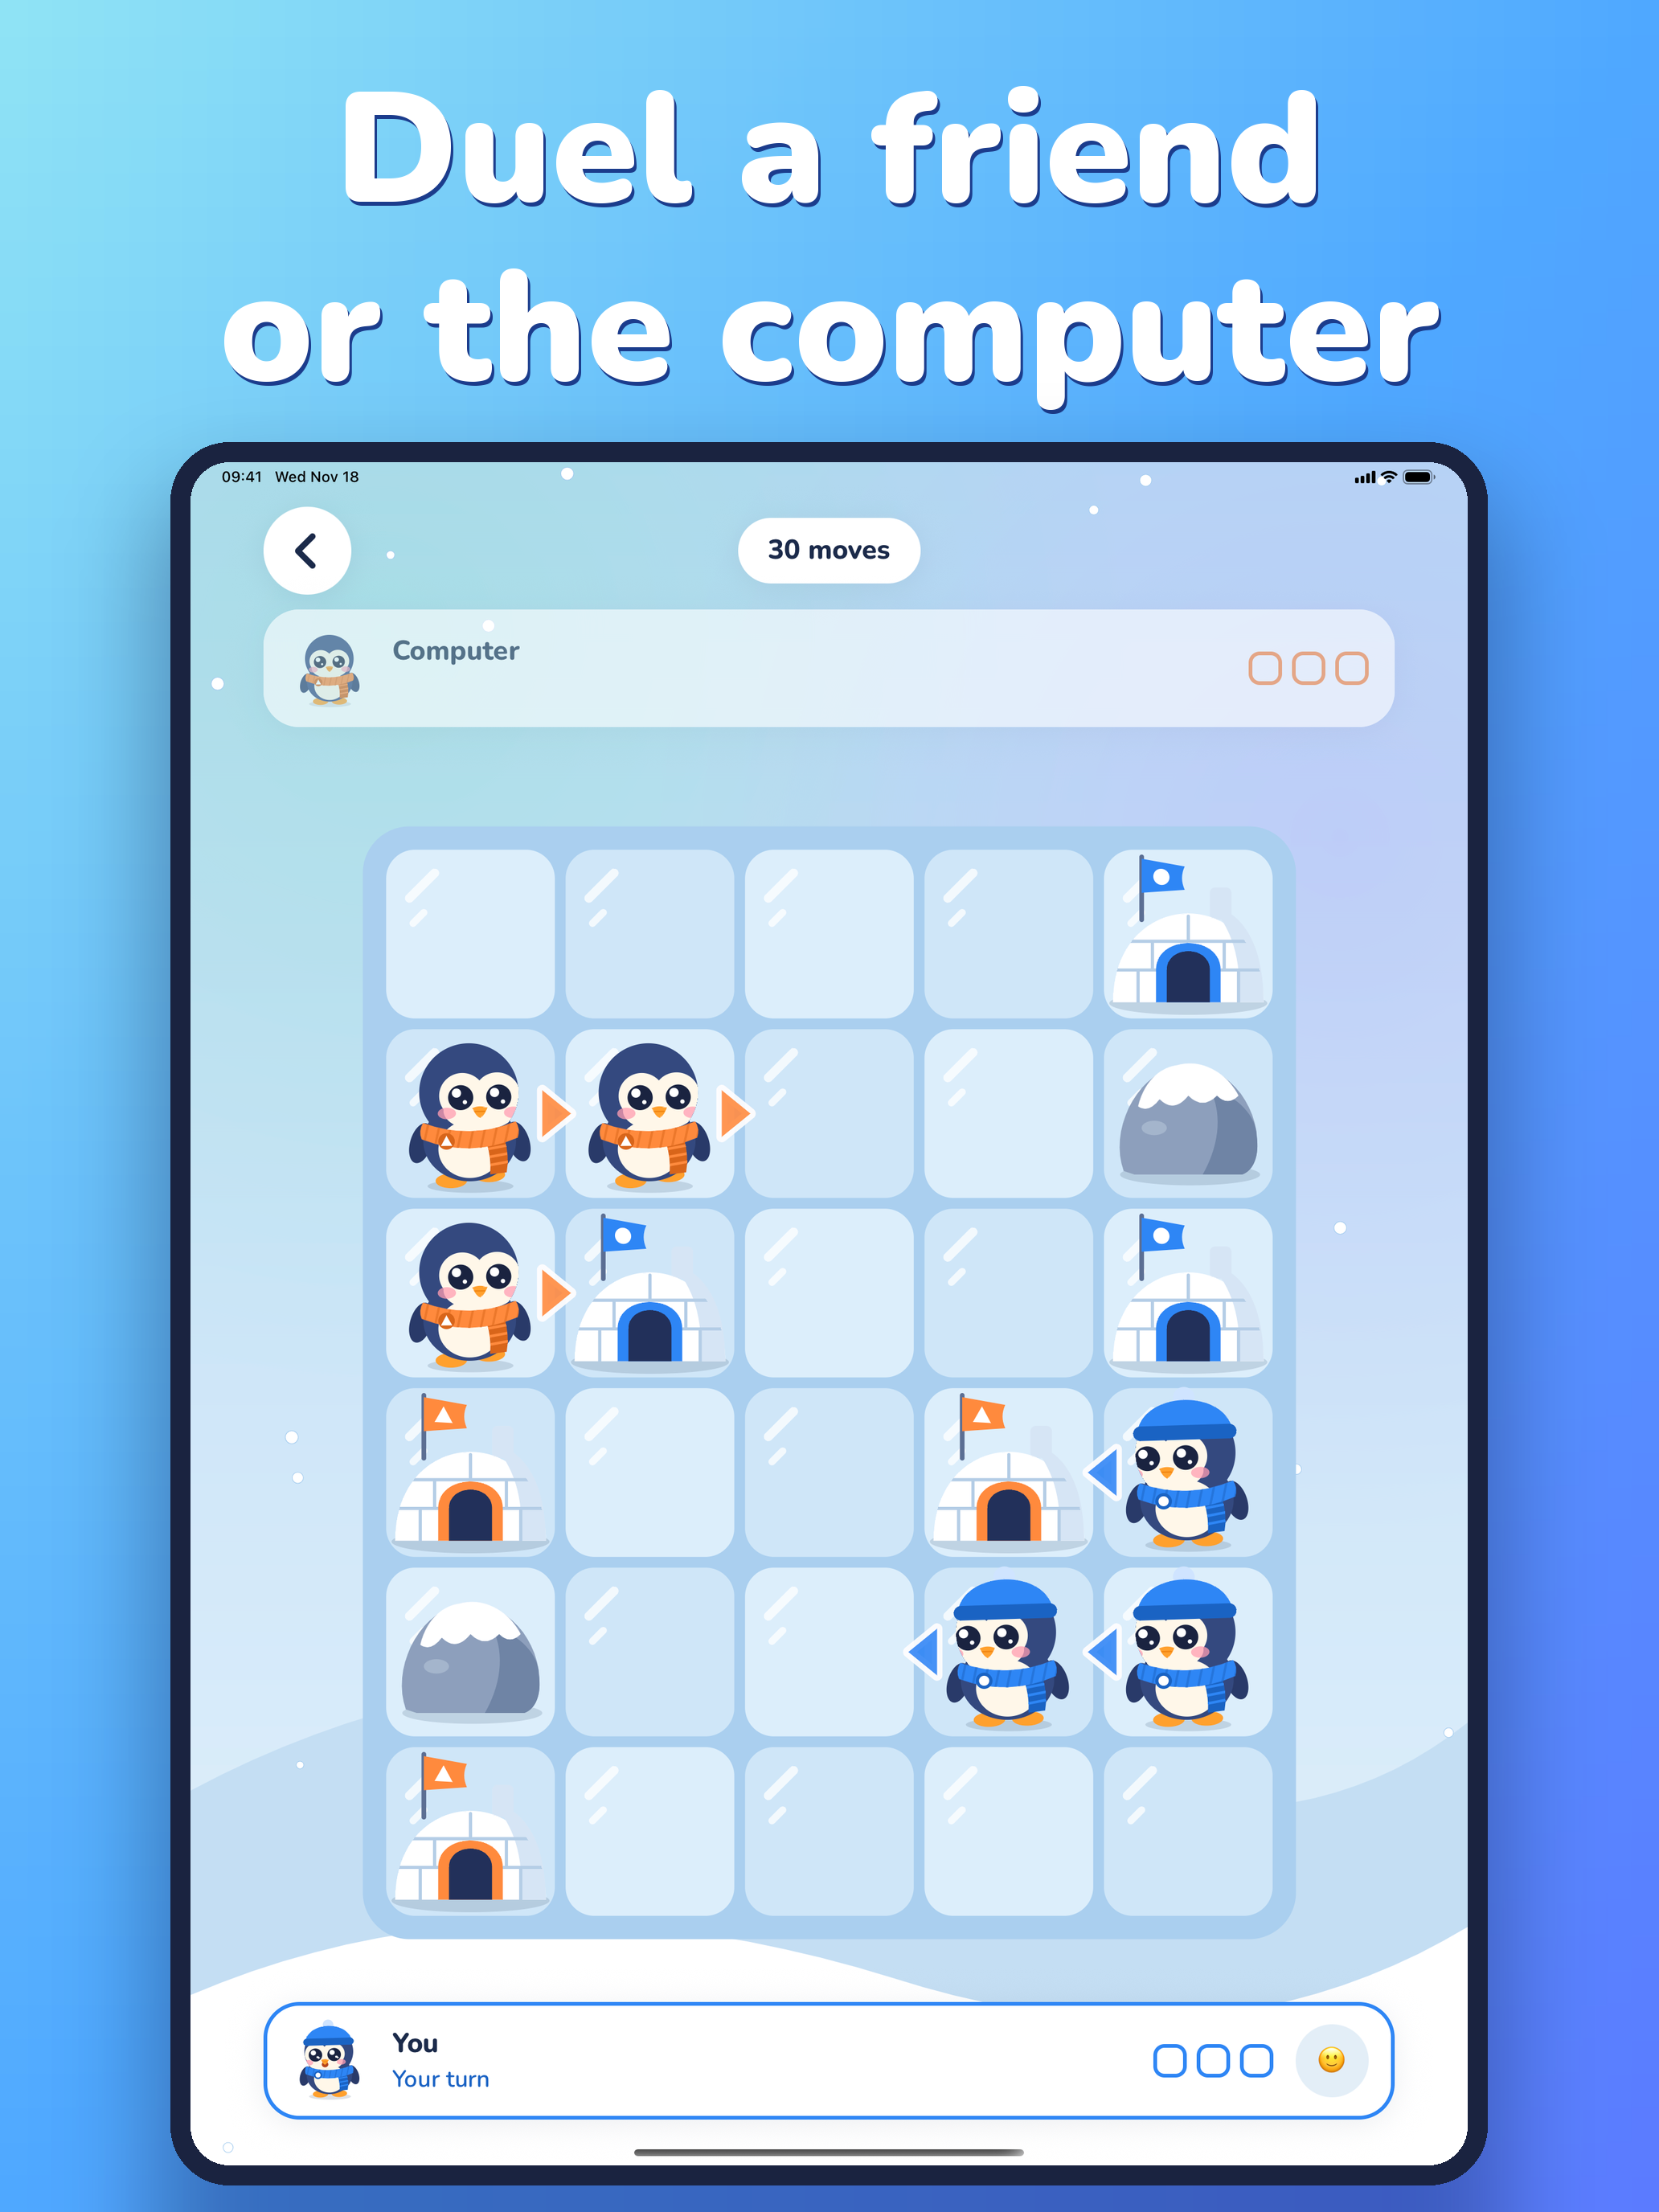 Duel a friend
or the computer
09:41 Wed Nov 18
30 moves
Computer
You
Your turn